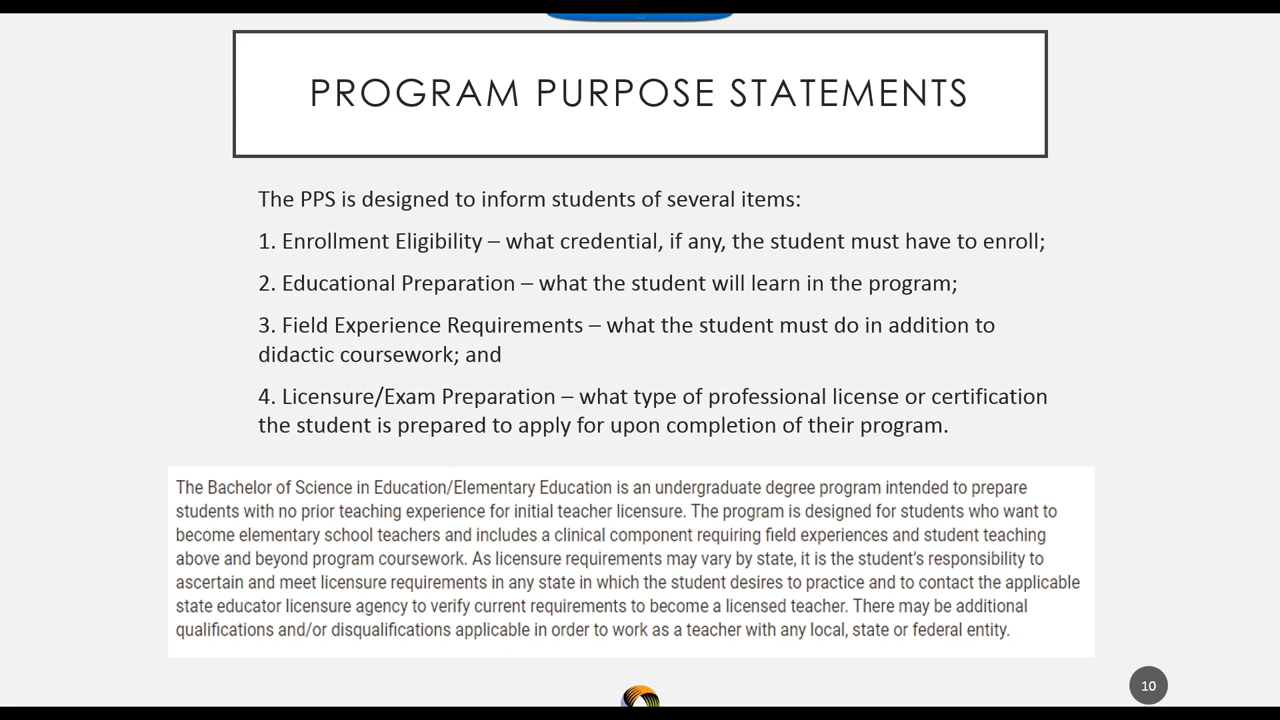 PROGRAM PURPOSE STATEMENTS
The PPS is designed to inform students of several items:
1. Enrollment Eligibility – what credential, if any, the student must have to enroll;
2. Educational Preparation – what the student will learn in the program;
3. Field Experience Requirements – what the student must do in addition to
didactic coursework; and
4. Licensure/Exam Preparation – what type of professional license or certification
the student is prepared to apply for upon completion of their program.
The Bachelor of Science in Education/Elementary Education is an undergraduate degree program intended to prepare
students with no prior teaching experience for initial teacher licensure. The program is designed for students who want to
become elementary school teachers and includes a clinical component requiring field experiences and student teaching
above and beyond program coursework. As licensure requirements may vary by state, it is the student's responsibility to
ascertain and meet licensure requirements in any state in which the student desires to practice and to contact the applicable
state educator licensure agency to verify current requirements to become a licensed teacher. There may be additional
qualifications and/or disqualifications applicable in order to work as a teacher with any local, state or federal entity.
10